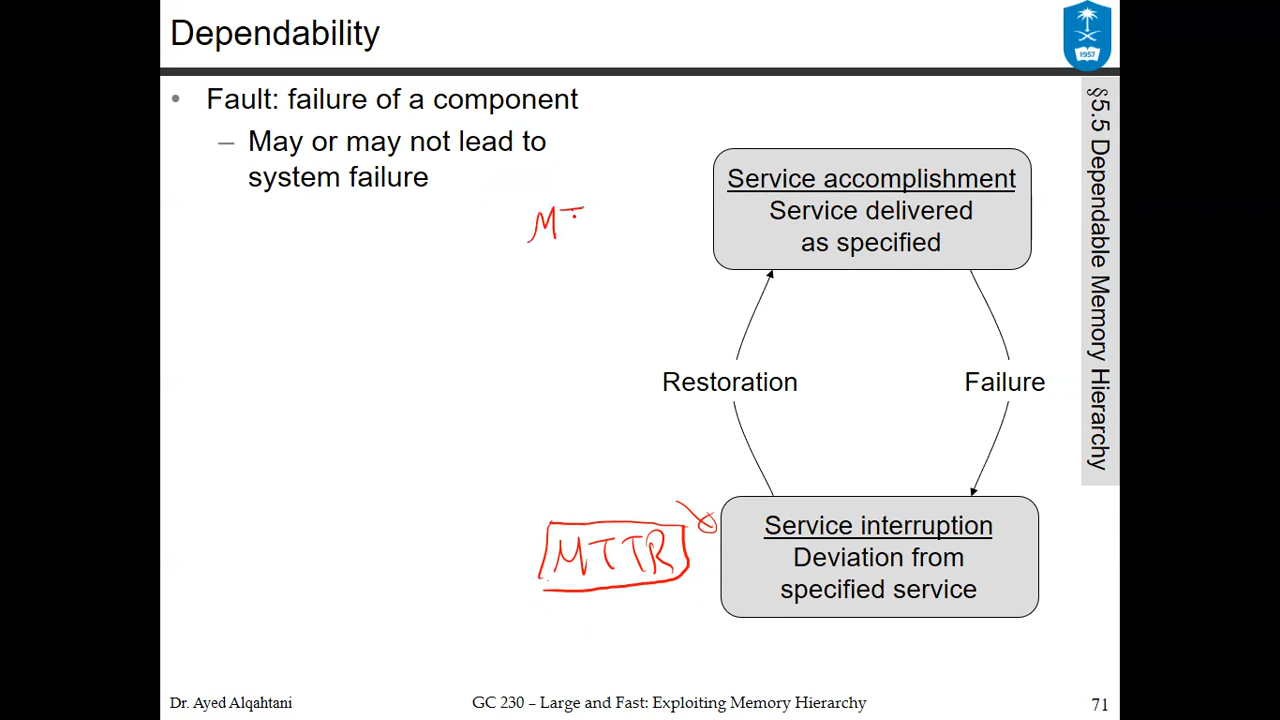 Dependability
1957
• Fault: failure of a component
– May or may not lead to
system failure
MT
Service accomplishment
Service delivered
as specified
Restoration
Failure
MTTR
Service interruption
Deviation from
specified service
§5.5 Dependable Memory Hierarchy
Dr. Ayed Alqahtani
GC 230 – Large and Fast: Exploiting Memory Hierarchy
71